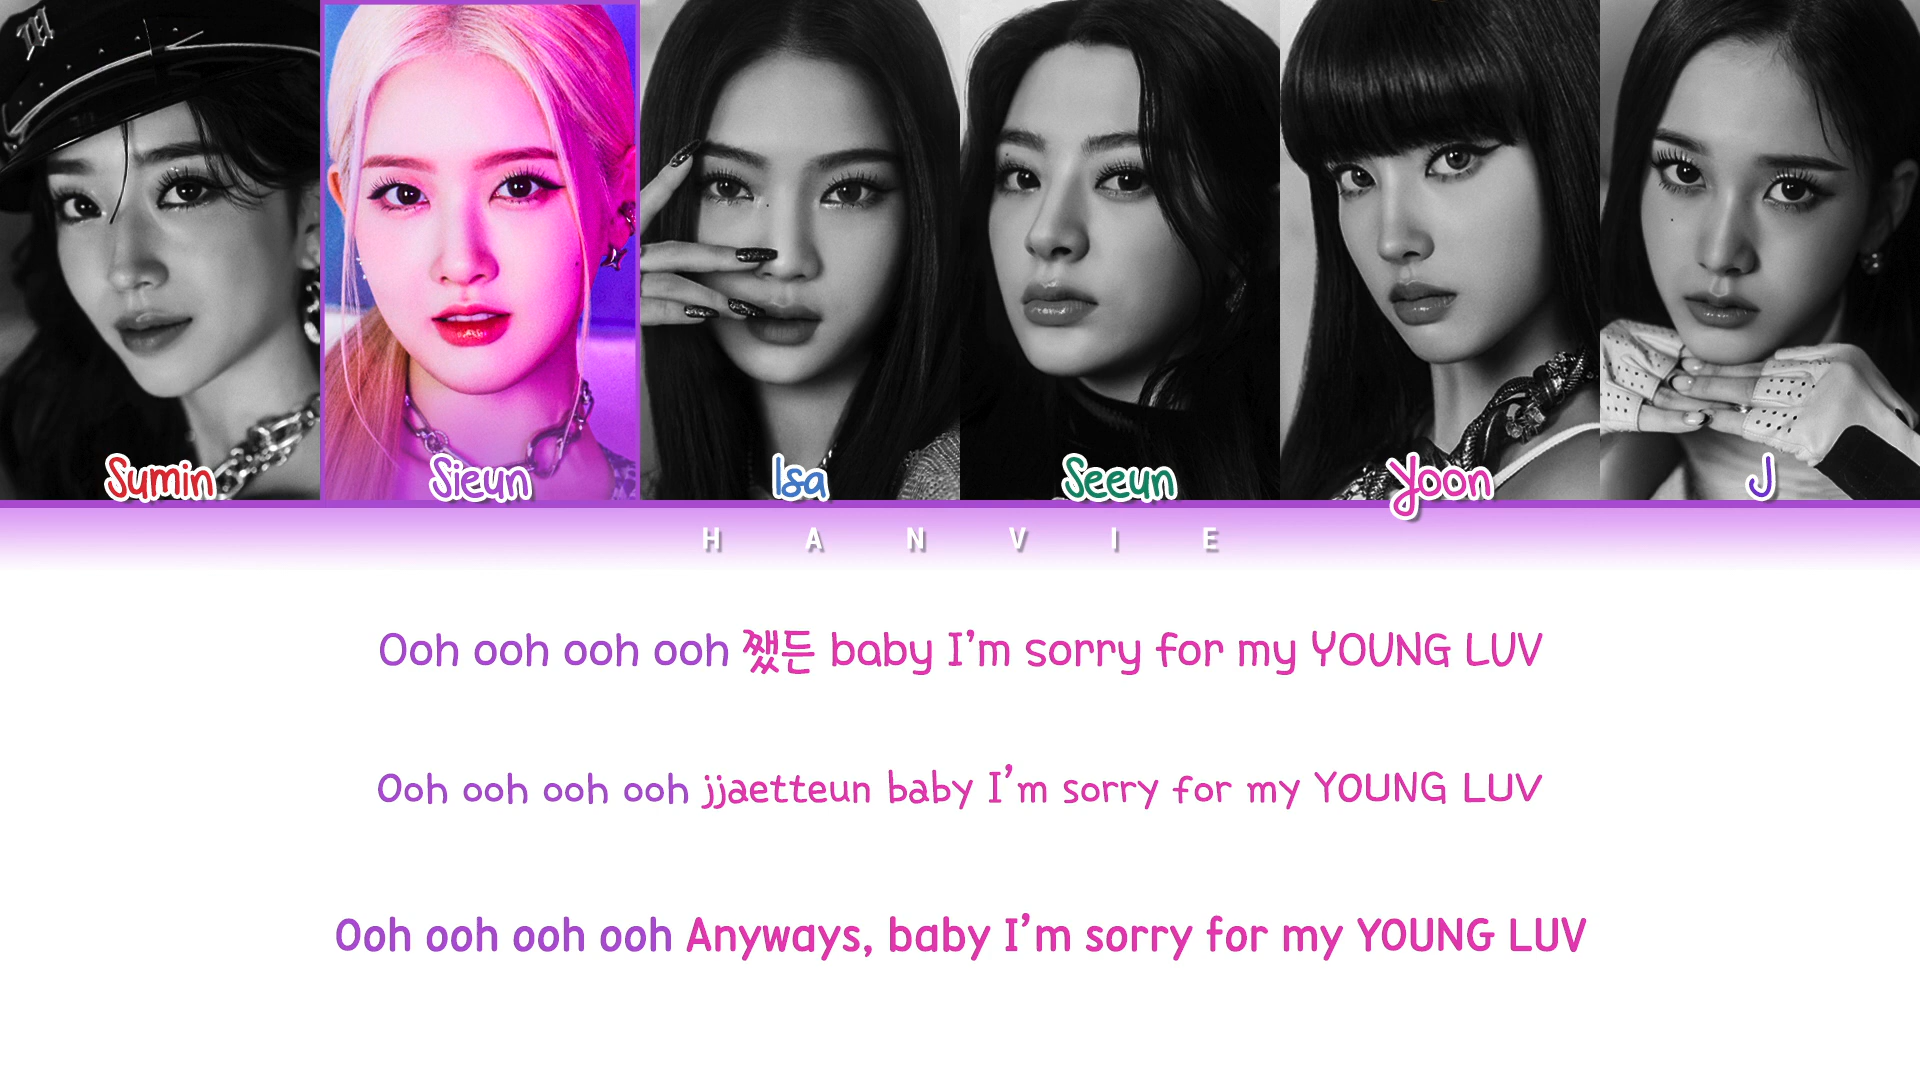 Sumin Sieun Isa Seeun Yoon J
H A N V I E
Ooh ooh ooh ooh 쨌든 baby I'm sorry for my YOUNG LUV
Ooh ooh ooh ooh jjaetteun baby I'm sorry for my YOUNG LUV
Ooh ooh ooh ooh Anyways, baby I'm sorry for my YOUNG LUV